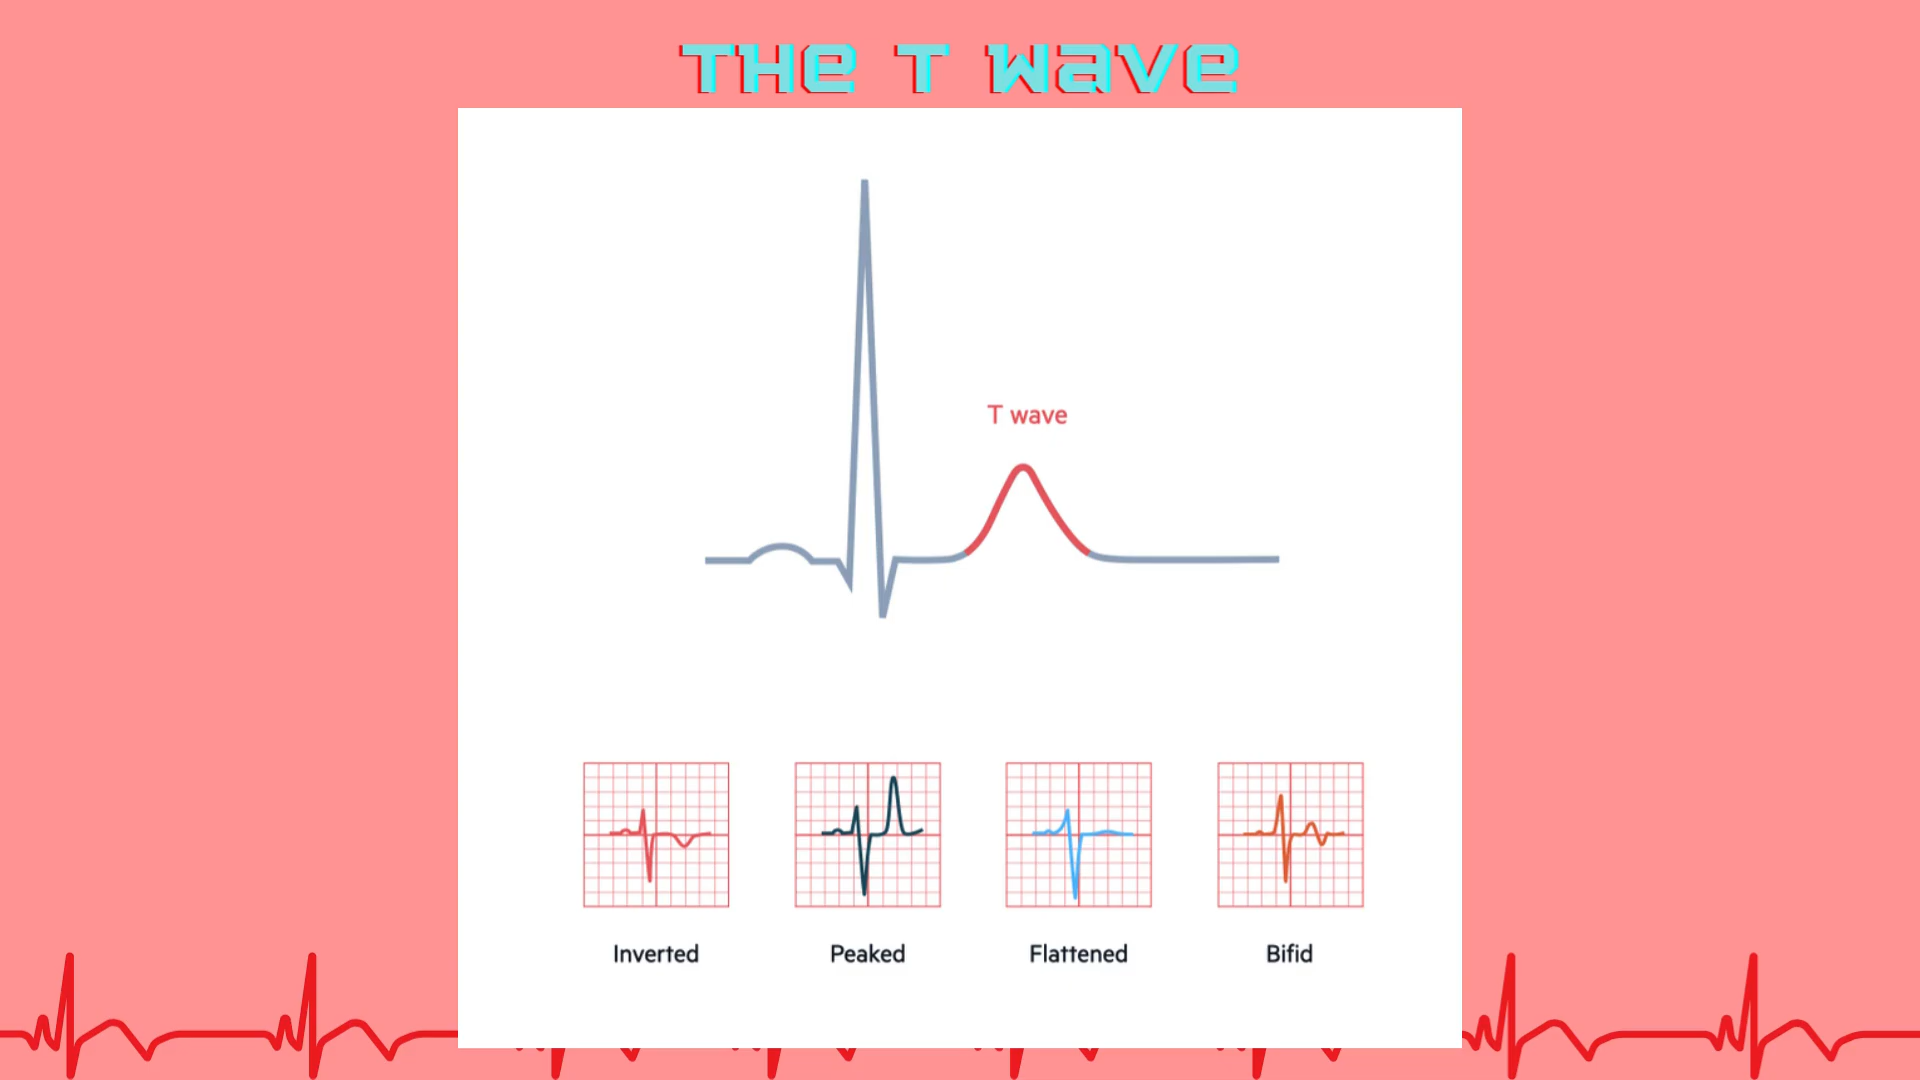 THE T WAVE
T wave
Inverted
Peaked
Flattened
Bifid